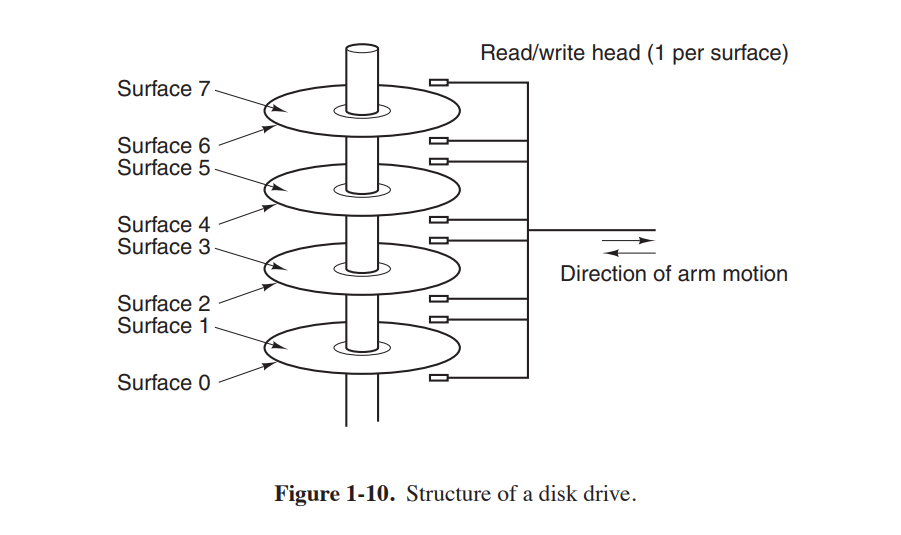 Read/write head (1 per surface)
Surface 7
Surface 6
Surface 5
Surface 4
Surface 3
Direction of arm motion
Surface 2
Surface 1
Surface 0
Figure 1-10. Structure of a disk drive.